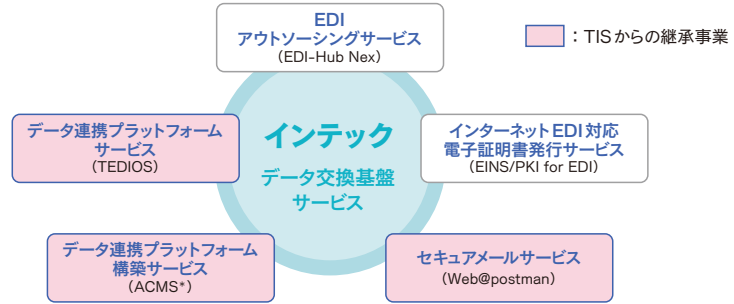 EDI
アウトソーシングサービス
(EDI-Hub Nex)
：TISからの継承事業
データ連携プラットフォーム
サービス
(TEDIOS)
インテック
データ交換基盤
サービス
インターネットEDI対応
電子証明書発行サービス
(EINS/PKI for EDI)
データ連携プラットフォーム
構築サービス
(ACMS*)
セキュアメールサービス
(Web@postman)